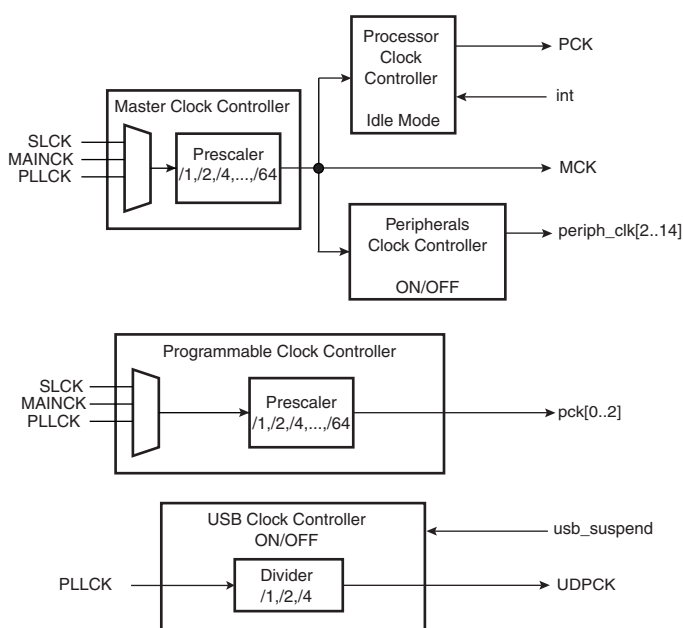 Processor
Clock
Controller
Idle Mode
PCK
int
Master Clock Controller
SLCK
MAINCK
PLLCK
Prescaler
/1,/2,/4,...,/64
MCK
Peripherals
Clock Controller
ON/OFF
periph_clk[2..14]
Programmable Clock Controller
SLCK
MAINCK
PLLCK
Prescaler
/1,/2,/4,...,/64
pck[0..2]
USB Clock Controller
ON/OFF
usb_suspend
PLLCK
Divider
/1,/2,/4
UDPCK